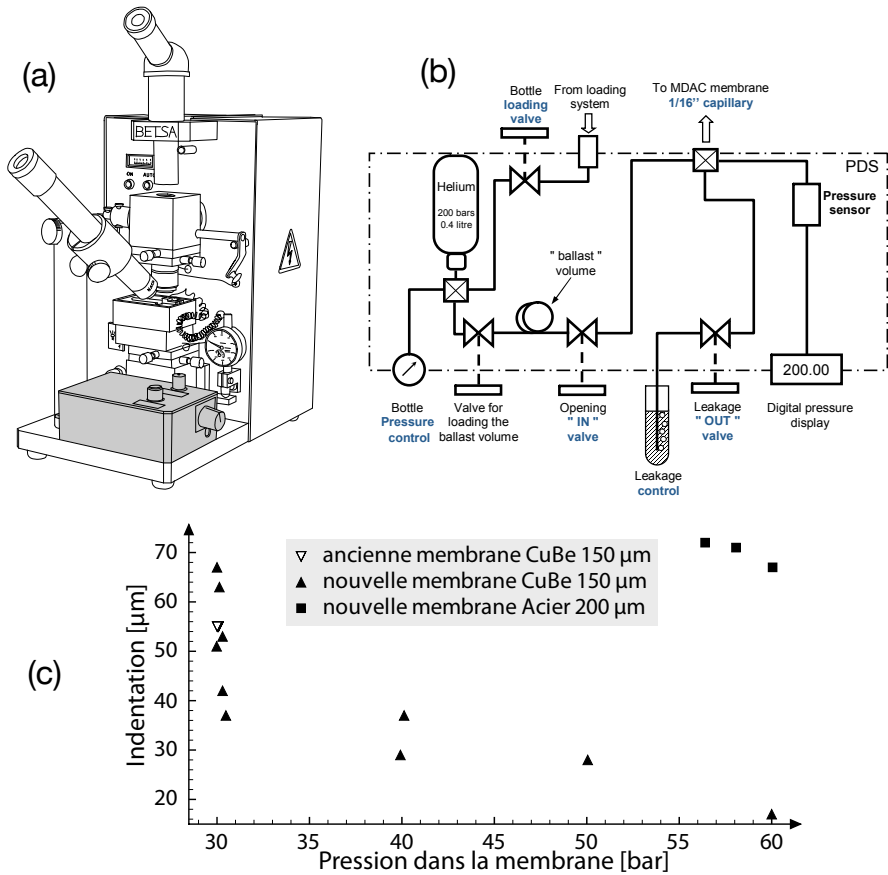 (a)
BETSA
ON AUTO
(b)
Bottle
loading
valve
From loading
system
To MDAC membrane
1/16'' capillary
PDS
Helium
200 bars
0.4 litre
" ballast "
volume
Pressure
sensor
200.00
Bottle
Pressure
control
Valve for
loading the
ballast volume
Opening
" IN "
valve
Leakage
control
Leakage
" OUT "
valve
Digital pressure
display
(c)
Indentation [µm]
70
60
50
40
30
20
ancienne membrane CuBe 150 µm
nouvelle membrane CuBe 150 µm
nouvelle membrane Acier 200 µm
30 35 40 45 50 55 60
Pression dans la membrane [bar]